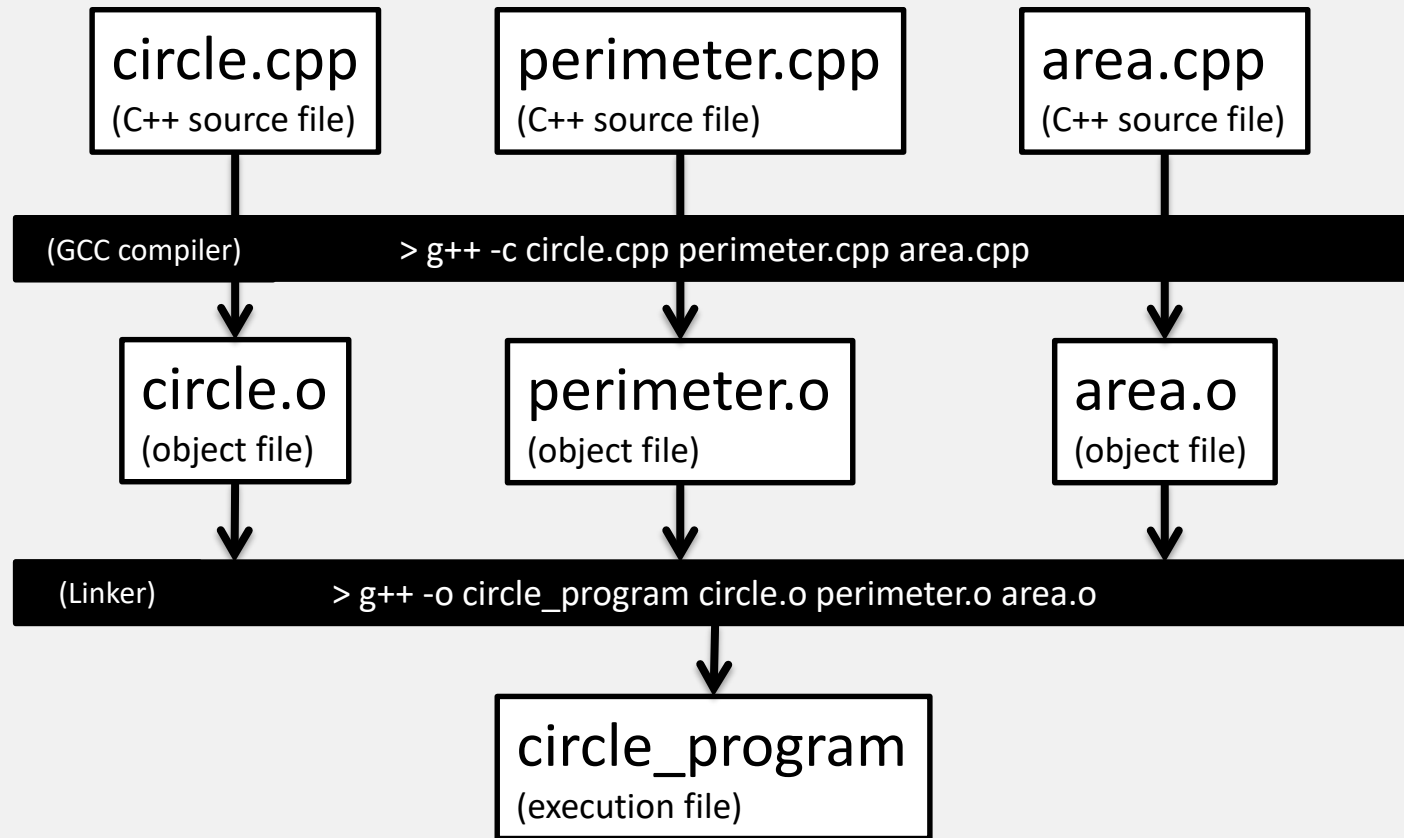 circle.cpp
(C++ source file)
perimeter.cpp
(C++ source file)
area.cpp
(C++ source file)
(GCC compiler) > g++ -c circle.cpp perimeter.cpp area.cpp
circle.o
(object file)
perimeter.o
(object file)
area.o
(object file)
(Linker) > g++ -o circle_program circle.o perimeter.o area.o
circle_program
(execution file)